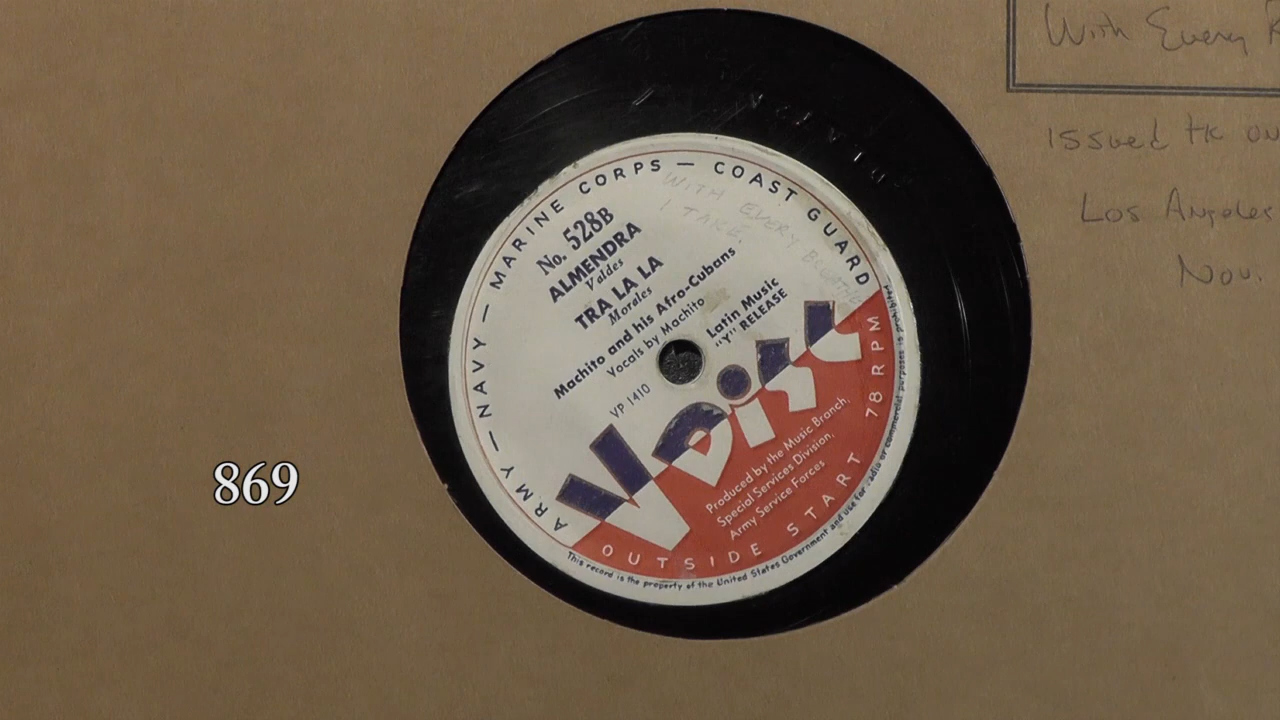 With Every
issued
Los Angeles
Nov.
ARMY — NAVY — MARINE CORPS — COAST GUARD
WITH EVERY BREATH
I TAKE.
No. 528B
ALMENDRA
Valdes
TRA LA LA
Morales
Machito and his Afro-Cubans
Vocals by Machito
Latin Music
"Y" RELEASE
VP 1410
V Disc
Produced by the Music Branch,
Special Services Division,
Army Service Forces
OUTSIDE START 78 RPM
This record is the property of the United States Government and use for radio or commercial purposes is prohibited.
869